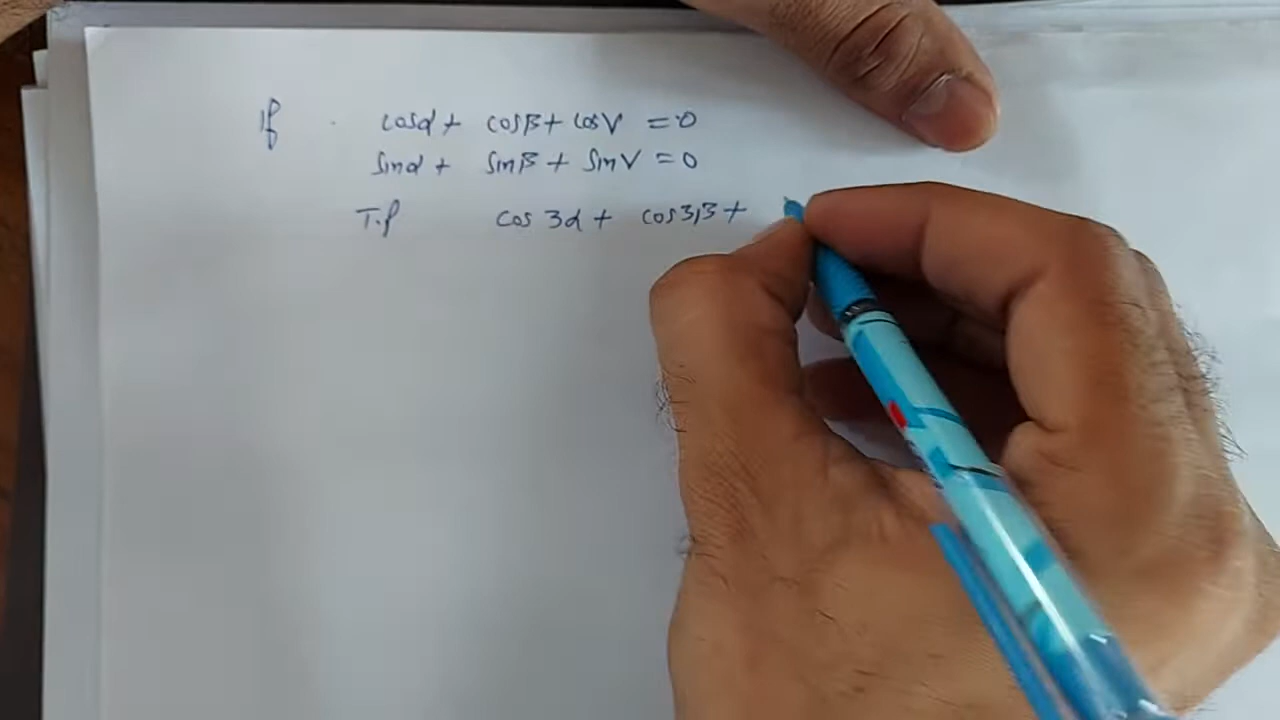 If cosα + cosβ + cosγ = 0
sinα + sinβ + sinγ = 0
T.P cos 3α + cos 3β +